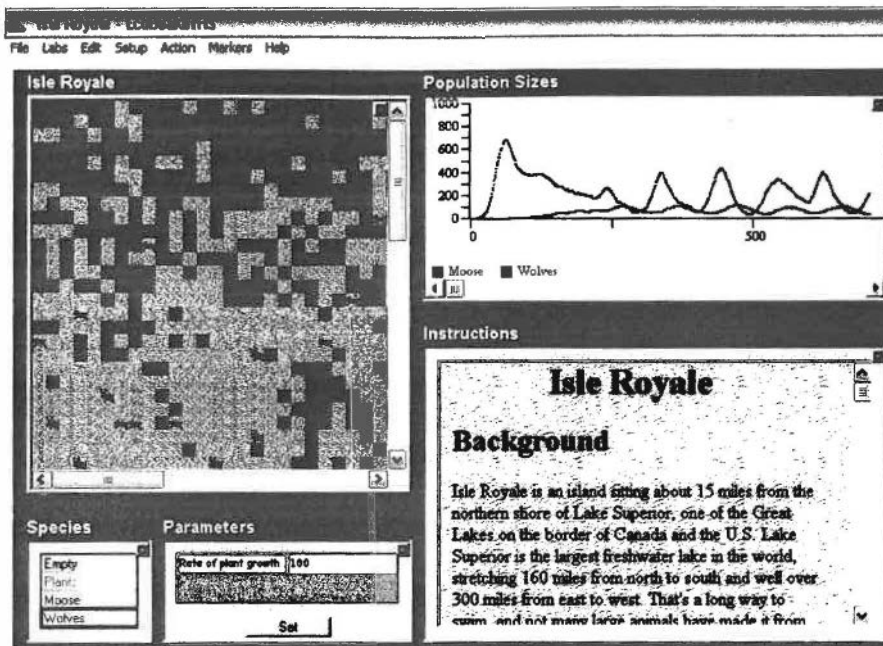 File Labs Edit Setup Action Markers Help
Isle Royale
Population Sizes
1000
800
600
400
200
0
0
500
Moose Wolves
Instructions
Isle Royale
Background
Isle Royale is an island sitting about 15 miles from the
northern shore of Lake Superior, one of the Great
Lakes on the border of Canada and the U.S. Lake
Superior is the largest freshwater lake in the world,
stretching 160 miles from north to south and well over
300 miles from east to west. That's a long way to
swim, and not many large animals have made it from
Species
Empty
Plant
Moose
Wolves
Parameters
Rate of plant growth 100
Set